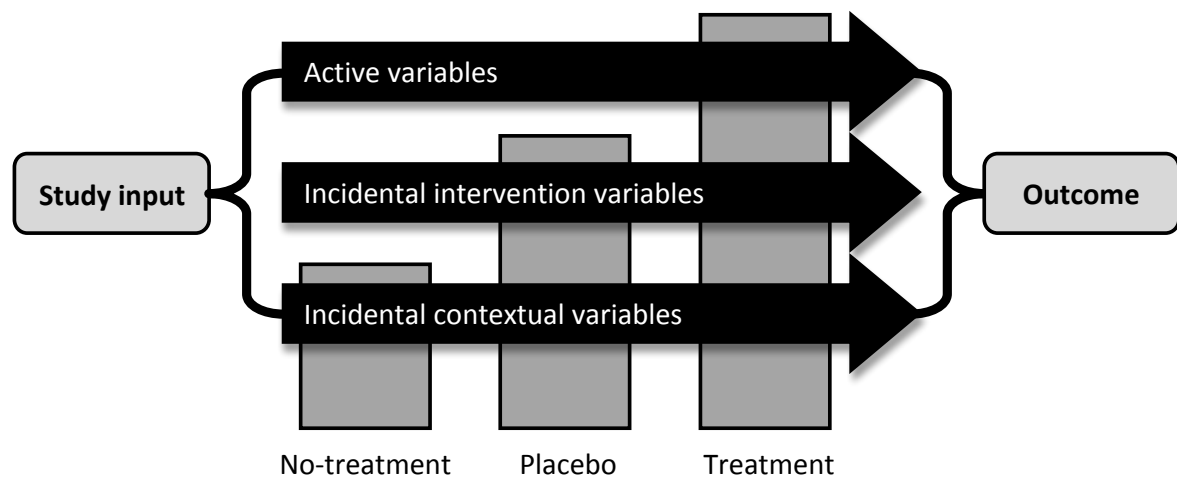 Active variables
Study input
Incidental intervention variables
Outcome
Incidental contextual variables
No-treatment
Placebo
Treatment